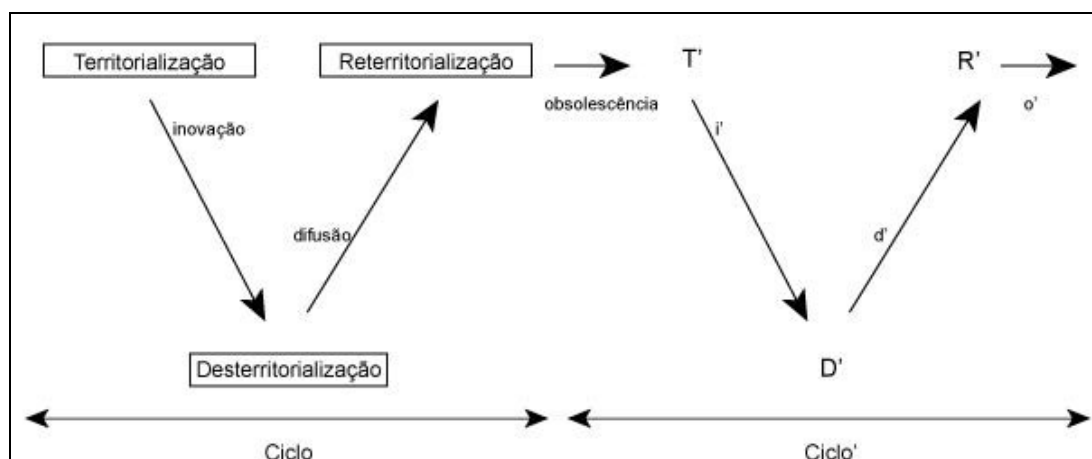 Territorialização
Reterritorialização
T'
R'
obsolescência
o'
inovação
i'
difusão
d'
Desterritorialização
D'
Ciclo
Ciclo'